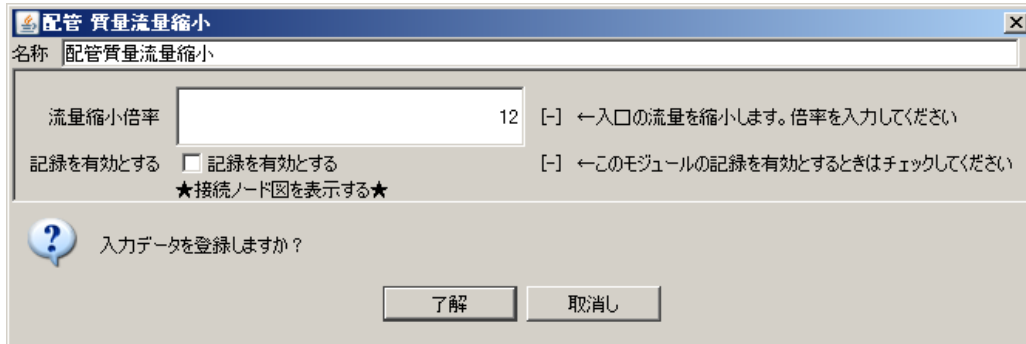 配管 質量流量縮小
名称 配管質量流量縮小
流量縮小倍率 12 [-] ←入口の流量を縮小します。倍率を入力してください
記録を有効とする 記録を有効とする [-] ←このモジュールの記録を有効とするときはチェックしてください
★接続ノード図を表示する★
入力データを登録しますか？
了解 取消し